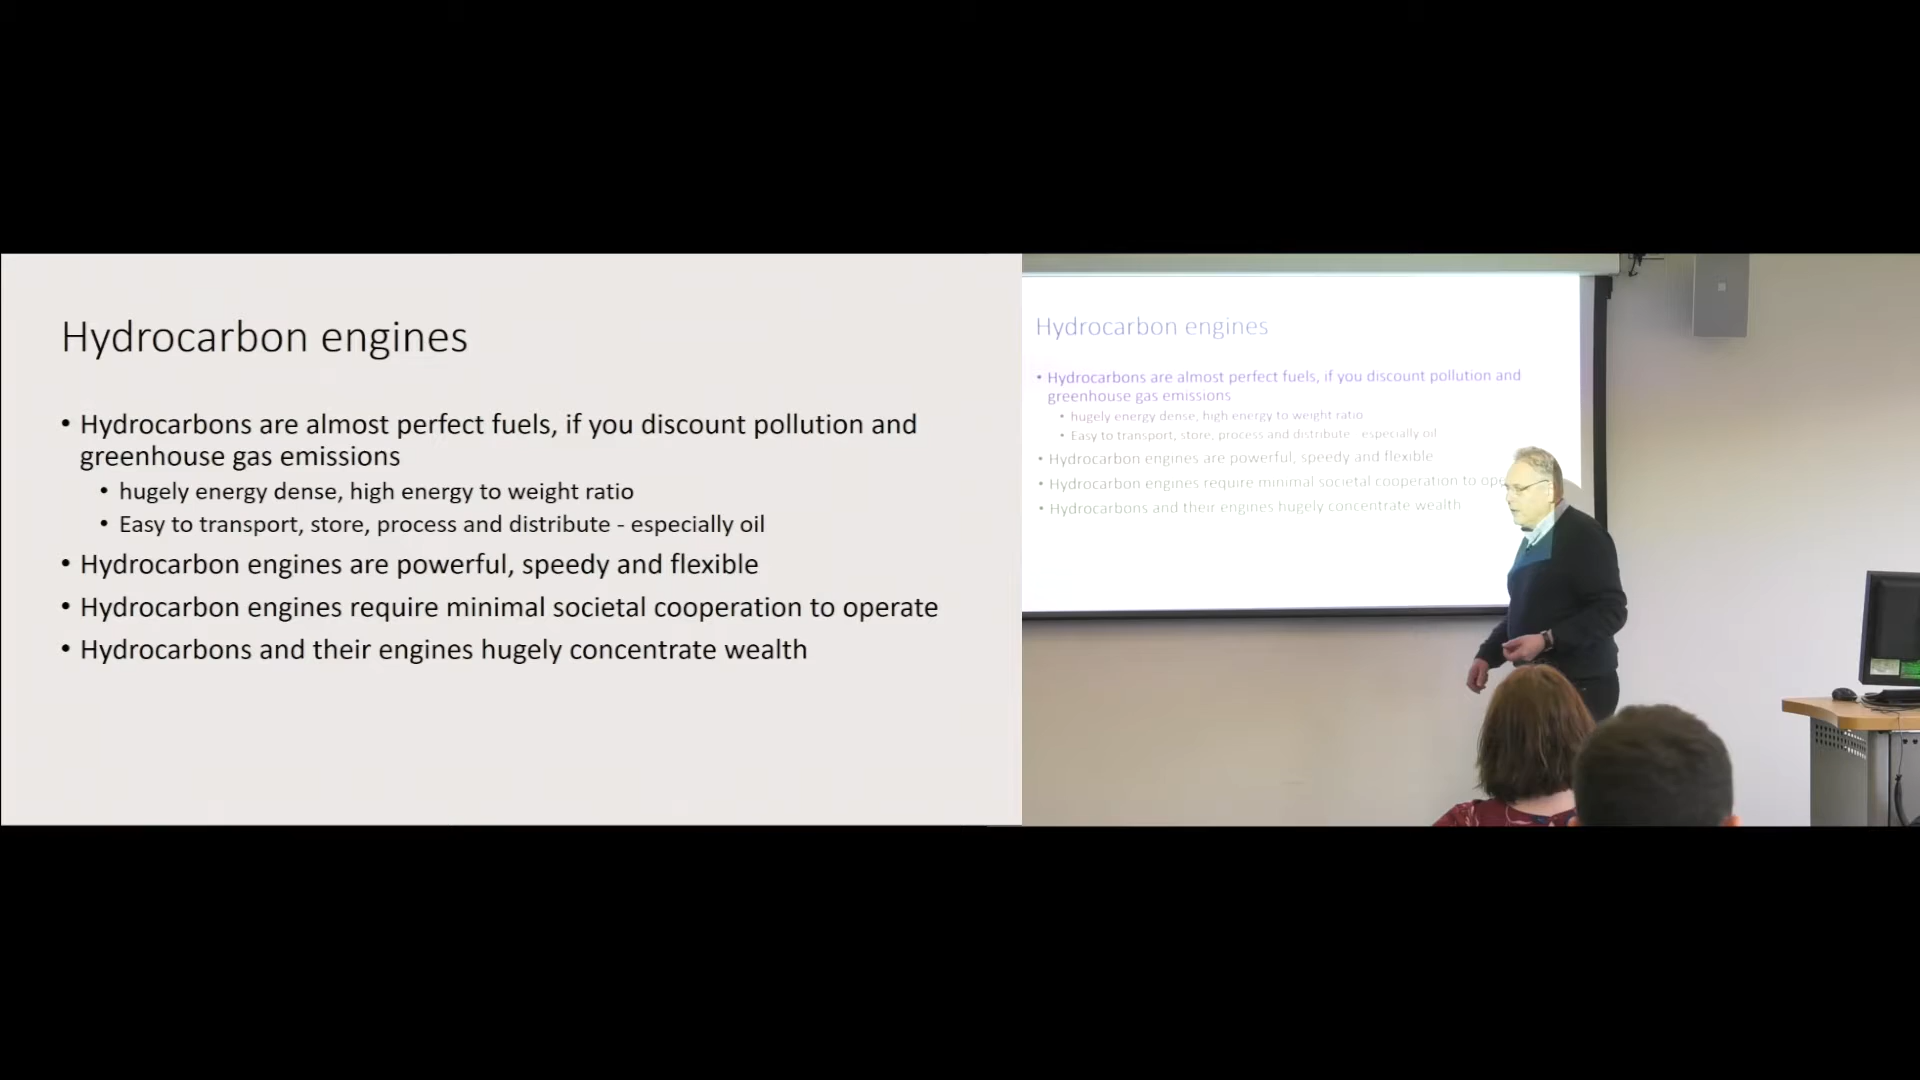 Hydrocarbon engines
• Hydrocarbons are almost perfect fuels, if you discount pollution and
greenhouse gas emissions
• hugely energy dense, high energy to weight ratio
• Easy to transport, store, process and distribute - especially oil
• Hydrocarbon engines are powerful, speedy and flexible
• Hydrocarbon engines require minimal societal cooperation to operate
• Hydrocarbons and their engines hugely concentrate wealth
Hydrocarbon engines
• Hydrocarbons are almost perfect fuels, if you discount pollution and
greenhouse gas emissions
• hugely energy dense, high energy to weight ratio
• Easy to transport, store, process and distribute - especially oil
• Hydrocarbon engines are powerful, speedy and flexible
• Hydrocarbon engines require minimal societal cooperation to
• Hydrocarbons and their engines hugely concentrate wealth